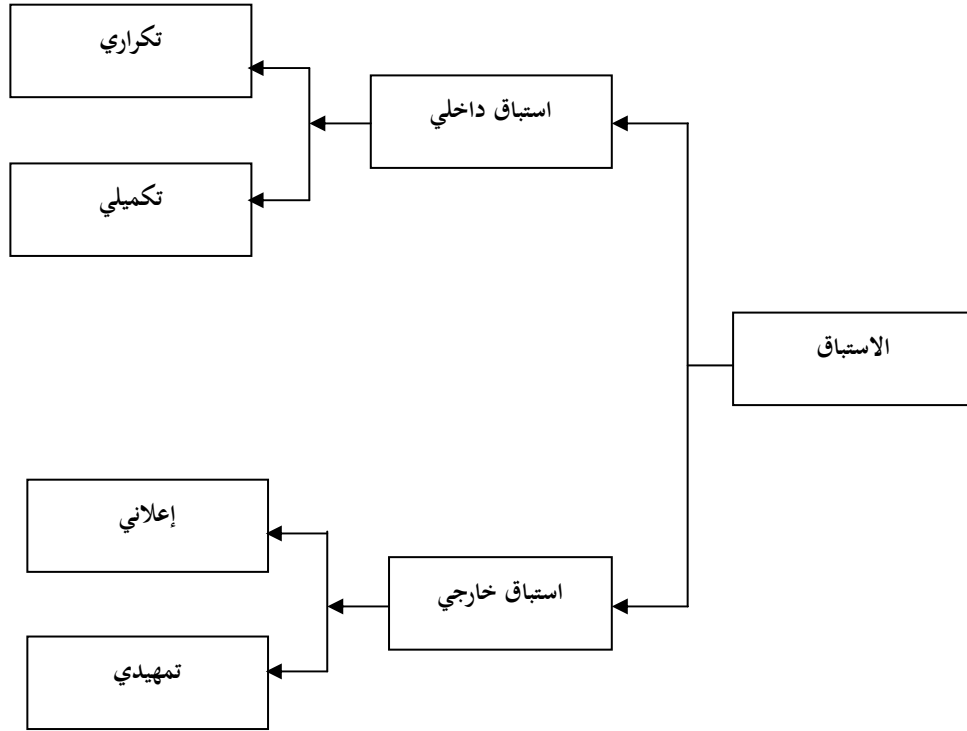 الاستباق
استباق داخلي
تكراري
تكميلي
استباق خارجي
إعلاني
تمهيدي